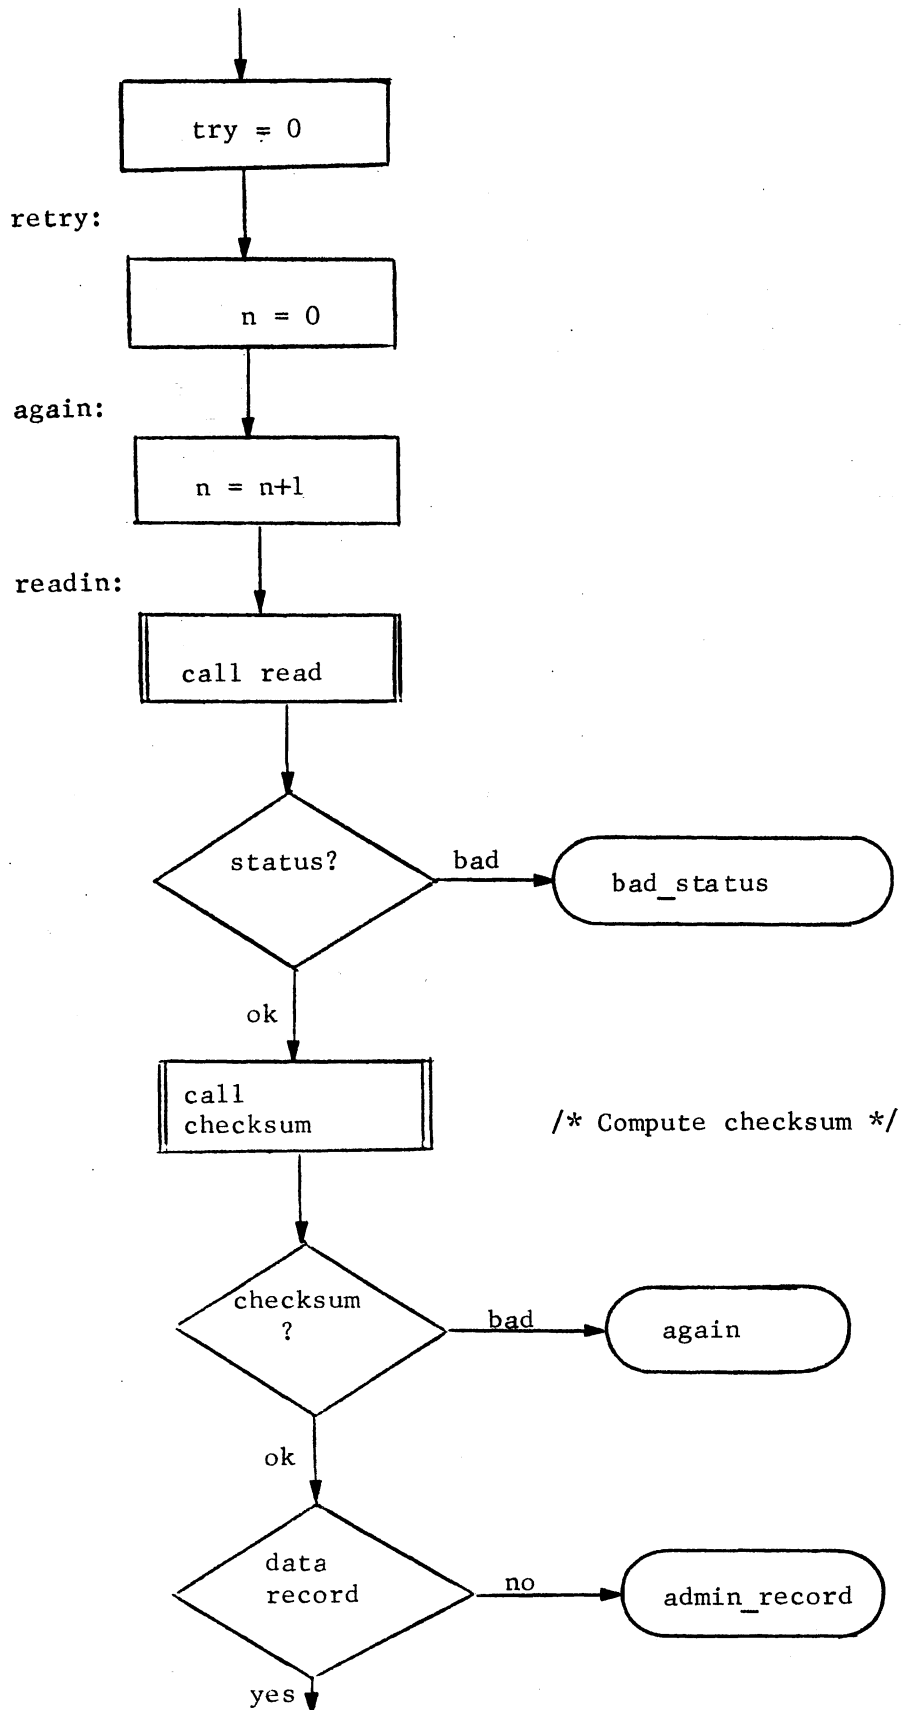 try = 0
retry:
n = 0
again:
n = n+1
readin:
call read
status?
bad
bad_status
ok
call
checksum
/* Compute checksum */
checksum
?
bad
again
ok
data
record
no
admin_record
yes